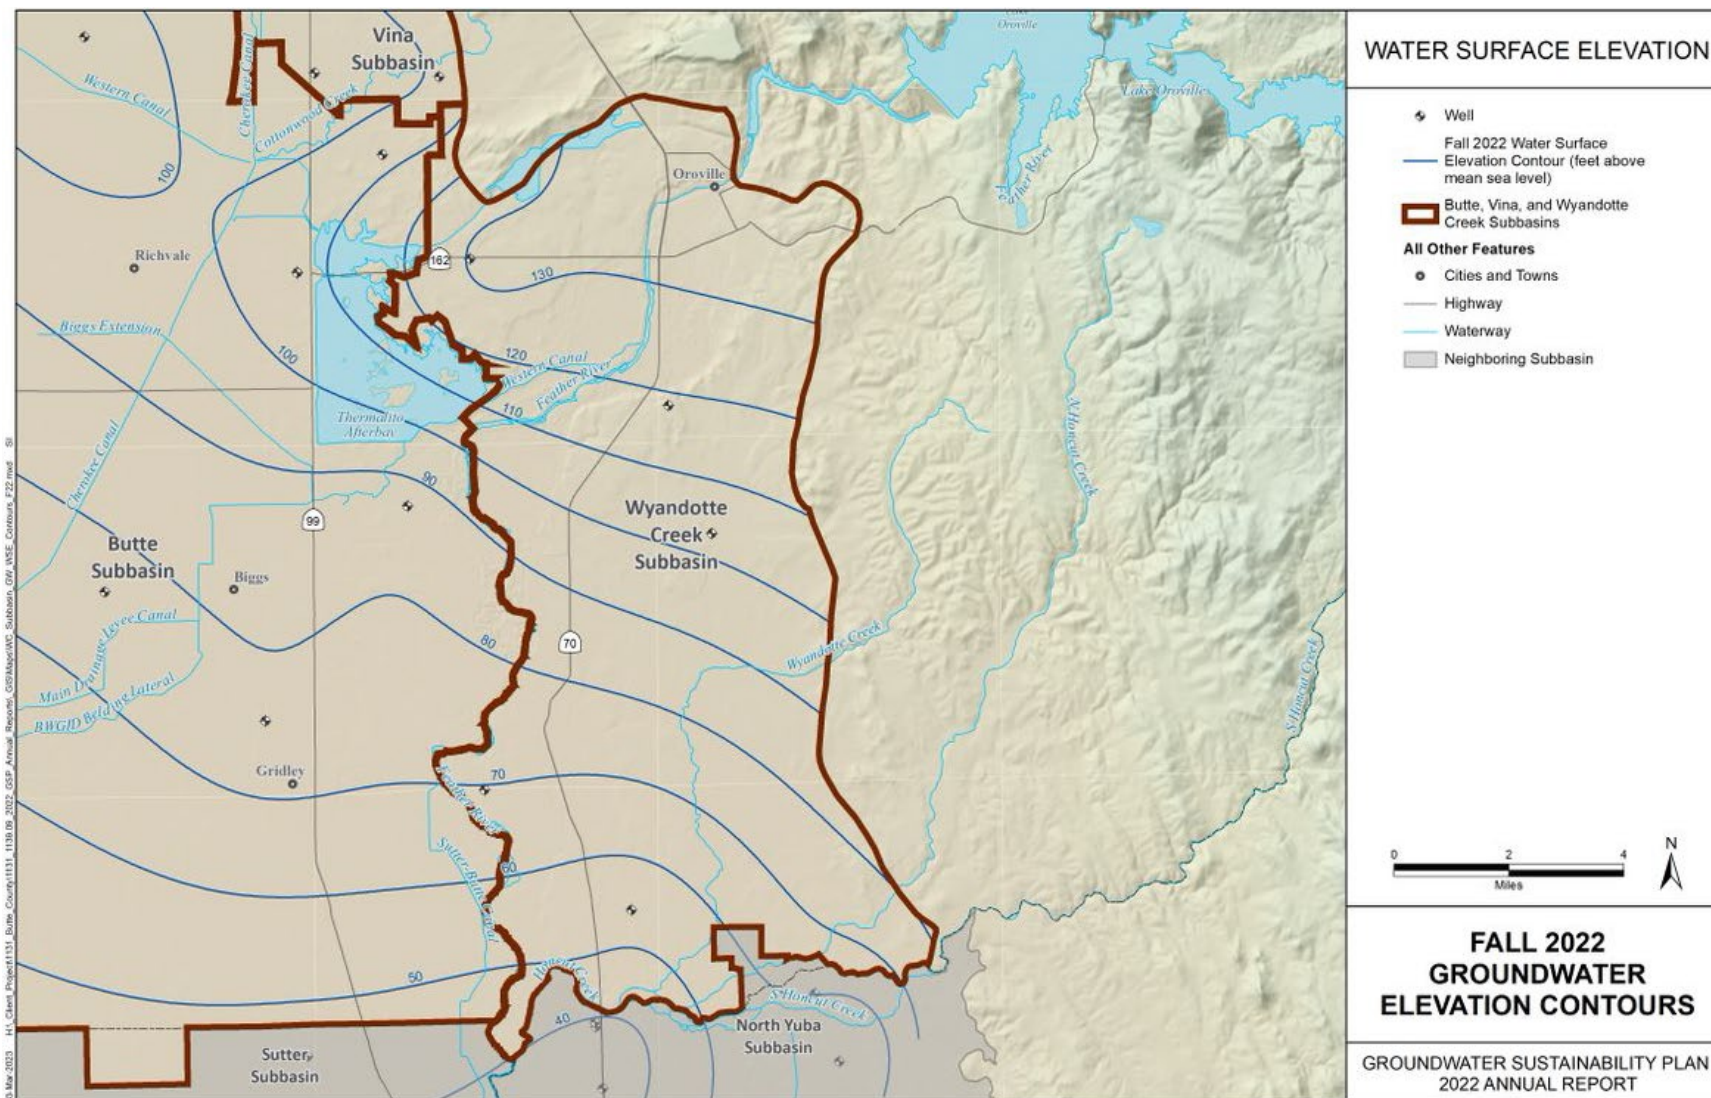 Vina
Subbasin
Lake
Oroville
Western Canal
Cherokee Canal
Cottonwood Creek
Lake Oroville
100
Oroville
Feather River
Richvale
162
130
Biggs Extension
100
120
Western Canal
Feather River
110
Thermalito
Afterbay
N Honcut Creek
Cherokee Canal
90
99
Wyandotte
Creek
Subbasin
Butte
Subbasin
Biggs
80
70
Main Drainage Levee Canal
Wyandotte Creek
BWGID Belding Lateral
S Honcut Creek
Gridley
70
Feather River
Sutter-Butte Canal
60
50
Honcut Creek
S Honcut Creek
40
North Yuba
Subbasin
Sutter
Subbasin
WATER SURFACE ELEVATION
Well
Fall 2022 Water Surface
Elevation Contour (feet above
mean sea level)
Butte, Vina, and Wyandotte
Creek Subbasins
All Other Features
Cities and Towns
Highway
Waterway
Neighboring Subbasin
0 2 4
Miles
N
FALL 2022
GROUNDWATER
ELEVATION CONTOURS
GROUNDWATER SUSTAINABILITY PLAN
2022 ANNUAL REPORT